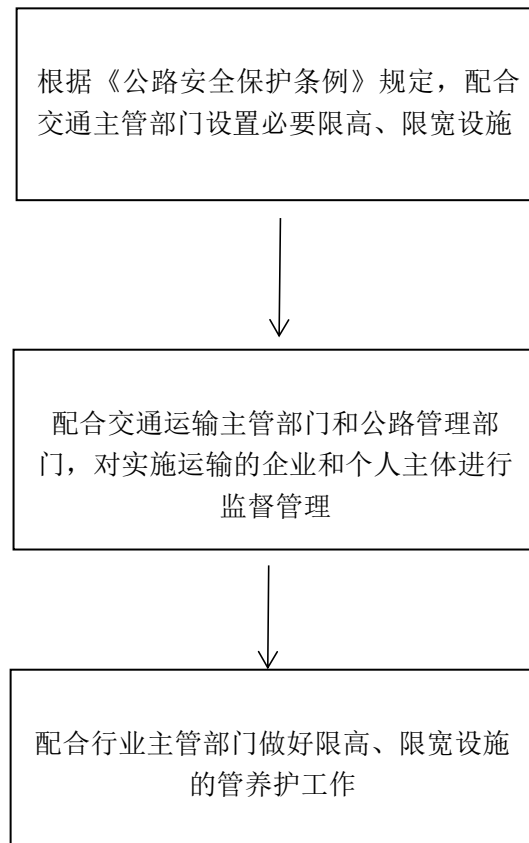 根据《公路安全保护条例》规定，配合
交通主管部门设置必要限高、限宽设施
配合交通运输主管部门和公路管理部
门，对实施运输的企业和个人主体进行
监督管理
配合行业主管部门做好限高、限宽设施
的管养护工作